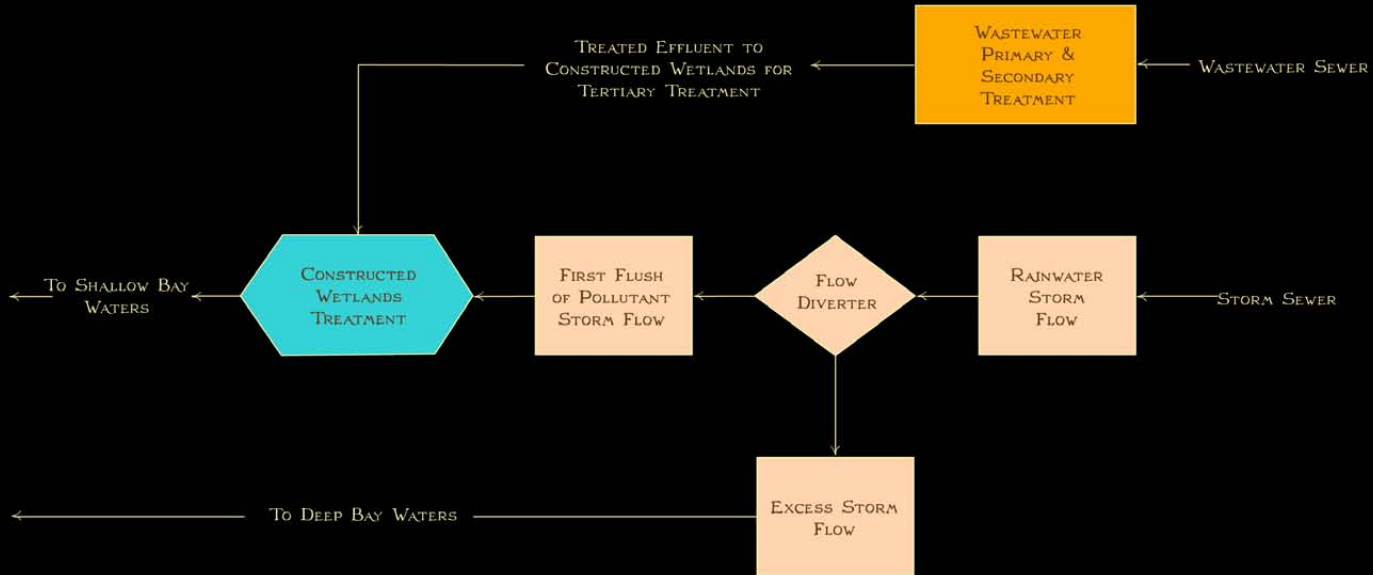 Treated Effluent to
Constructed Wetlands for
Tertiary Treatment
Wastewater
Primary &
Secondary
Treatment
Wastewater Sewer
To Shallow Bay
Waters
Constructed
Wetlands
Treatment
First Flush
of Pollutant
Storm Flow
Flow
Diverter
Rainwater
Storm
Flow
Storm Sewer
To Deep Bay Waters
Excess Storm
Flow